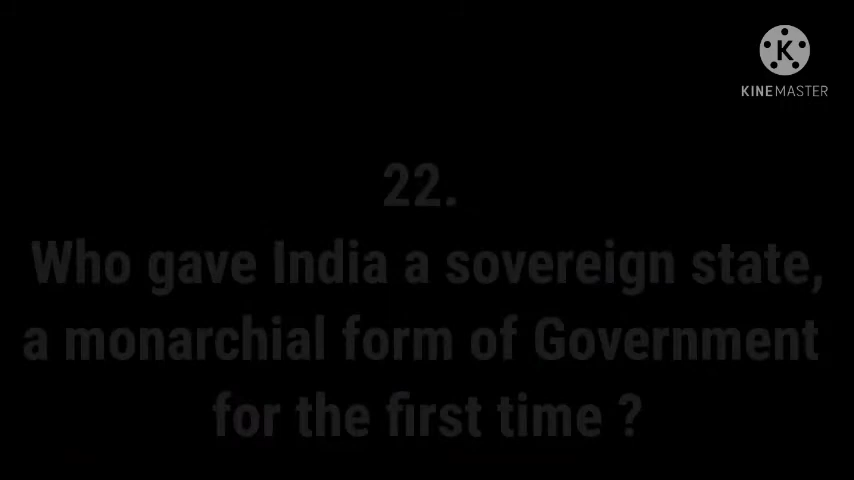 K
KINEMASTER
22.
Who gave India a sovereign state,
a monarchial form of Government
for the first time ?